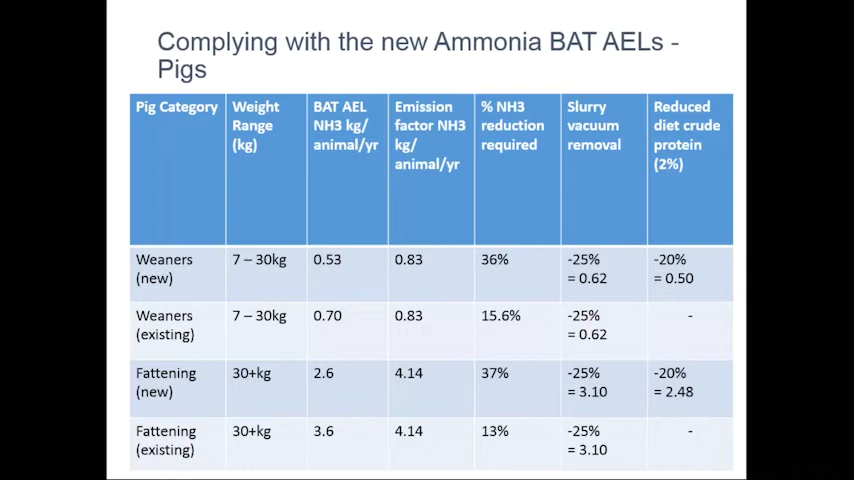 Complying with the new Ammonia BAT AELs -
Pigs
Pig Category
Weight
Range
(kg)
BAT AEL
NH3 kg/
animal/yr
Emission
factor NH3
kg/
animal/yr
% NH3
reduction
required
Slurry
vacuum
removal
Reduced
diet crude
protein
(2%)
Weaners
(new)
7 – 30kg
0.53
0.83
36%
-25%
= 0.62
-20%
= 0.50
Weaners
(existing)
7 – 30kg
0.70
0.83
15.6%
-25%
= 0.62
-
Fattening
(new)
30+kg
2.6
4.14
37%
-25%
= 3.10
-20%
= 2.48
Fattening
(existing)
30+kg
3.6
4.14
13%
-25%
= 3.10
-